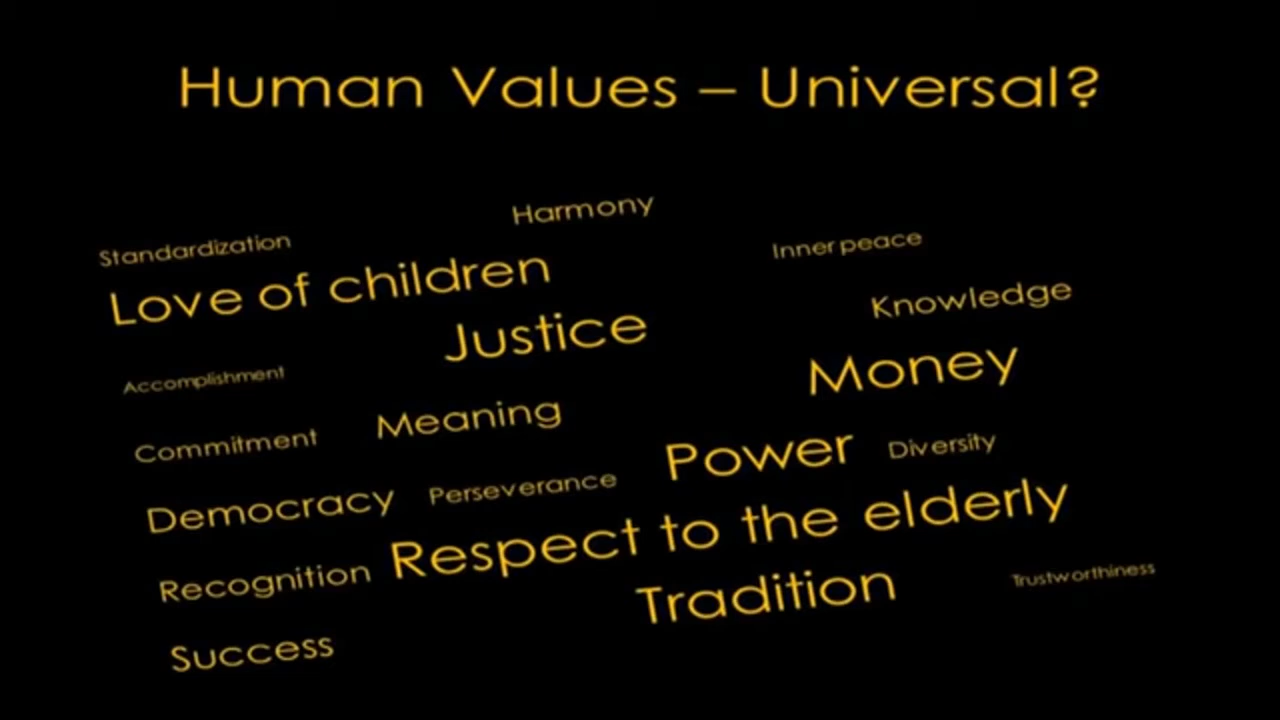 Human Values – Universal?
Harmony
Standardization
Inner peace
Love of children
Knowledge
Justice
Money
Accomplishment
Meaning
Commitment
Power
Diversity
Democracy
Perseverance
Respect to the elderly
Recognition
Tradition
Trustworthiness
Success